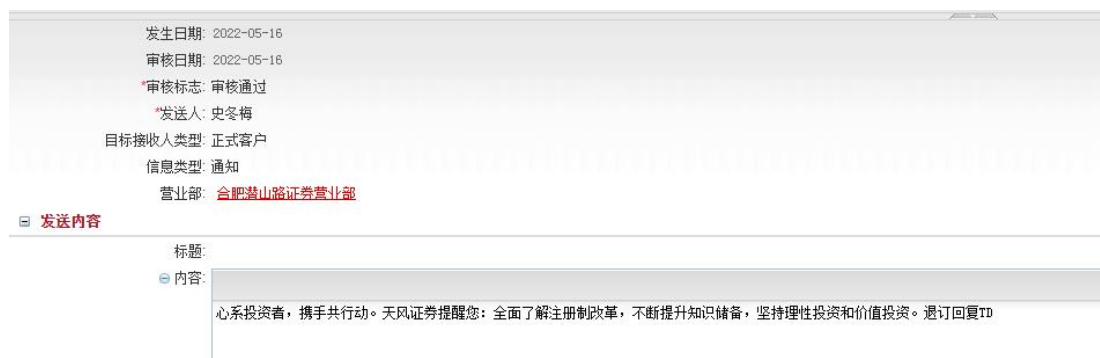 发生日期: 2022-05-16
审核日期: 2022-05-16
*审核标志: 审核通过
*发送人: 史冬梅
目标接收人类型: 正式客户
信息类型: 通知
营业部: 合肥潜山路证券营业部
发送内容
标题:
内容:
心系投资者，携手共行动。天风证券提醒您：全面了解注册制改革，不断提升知识储备，坚持理性投资和价值投资。退订回复TD